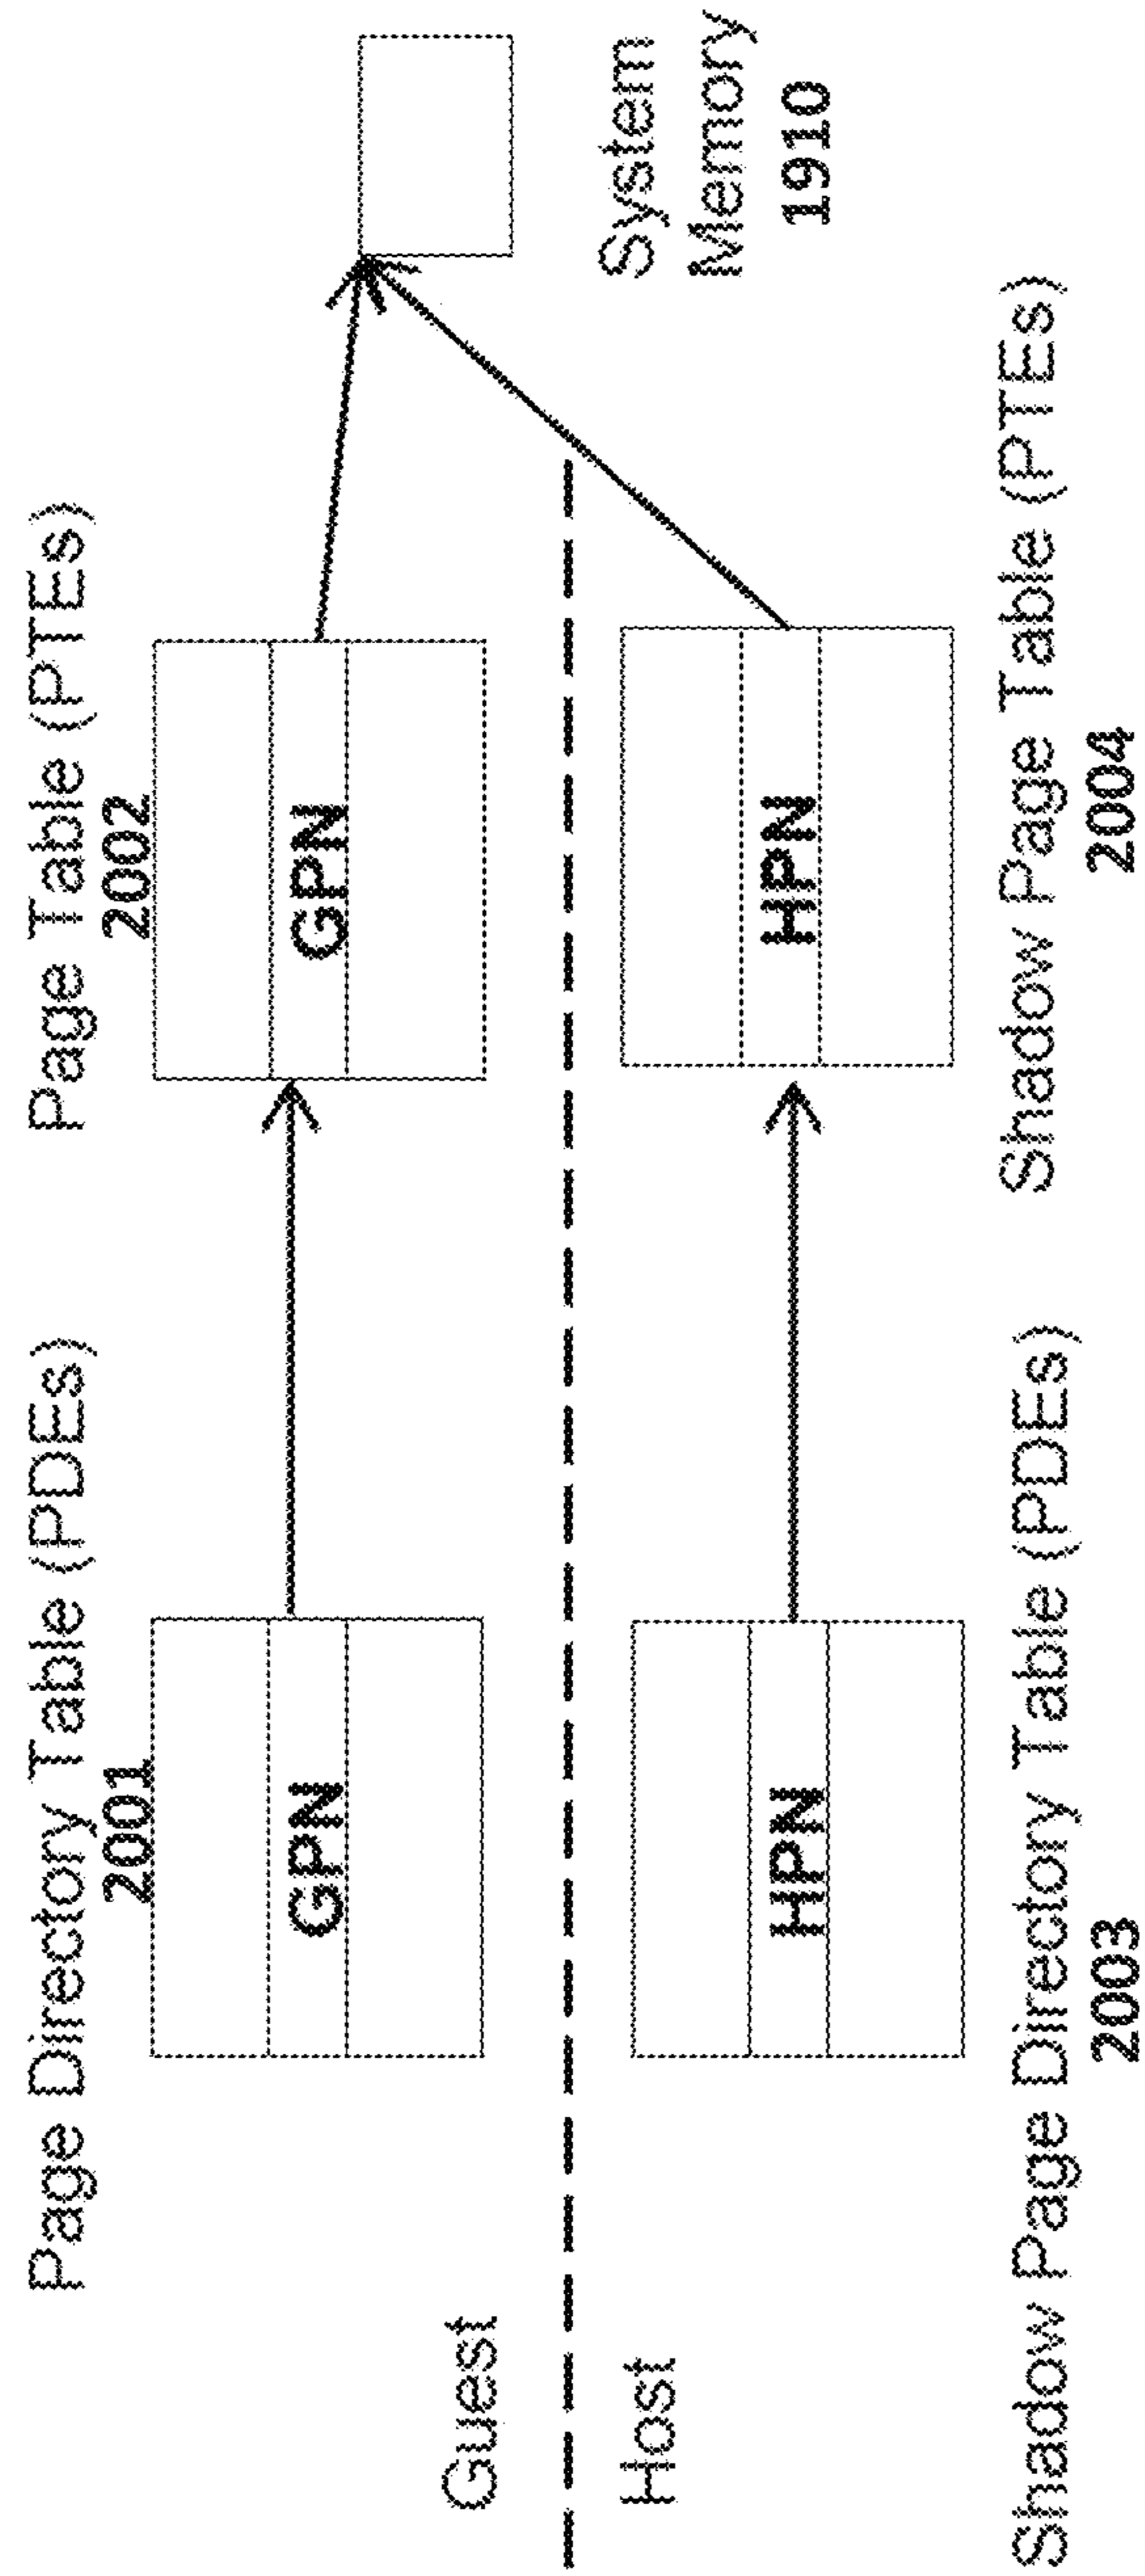 Page Directory Table (PDEs)
2001
Page Table (PTEs)
2002
GPN
GPN
System
Memory
1910
Guest
Host
HPN
HPN
Shadow Page Directory Table (PDEs)
2003
Shadow Page Table (PTEs)
2004